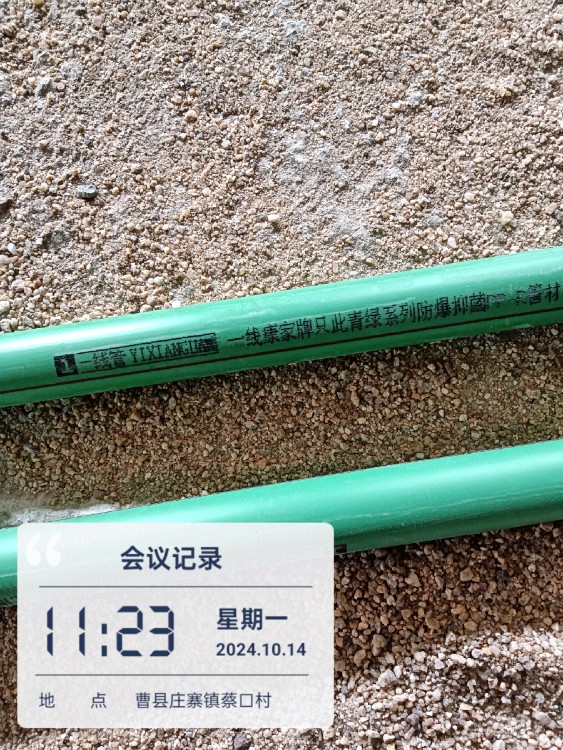 一线管 YIXIANGUAN 一线康家牌只此青绿系列防爆抑菌 管材
会议记录
11:23
星期一
2024.10.14
地 点 曹县庄寨镇蔡口村